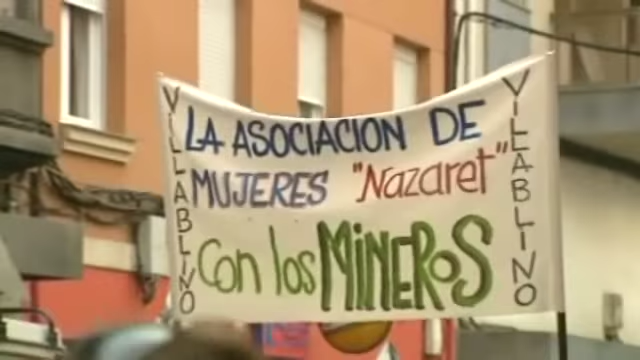 VILLABLINO
LA ASOCIACION DE
MUJERES "Nazaret"
Con los MINEROS
VILLABLINO